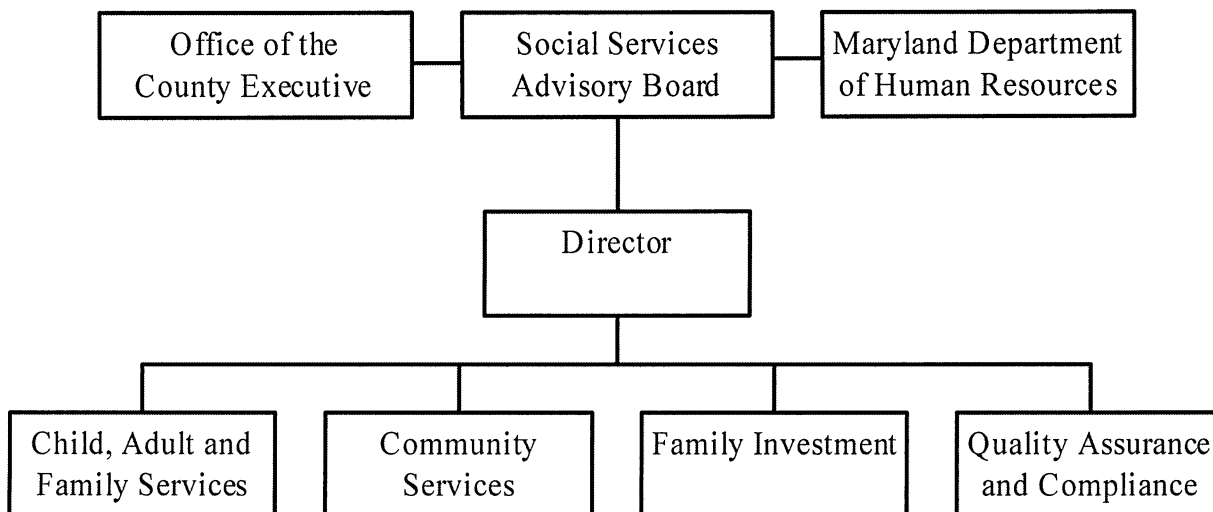 Office of the
County Executive
Social Services
Advisory Board
Maryland Department
of Human Resources
Director
Child, Adult and
Family Services
Community
Services
Family Investment
Quality Assurance
and Compliance